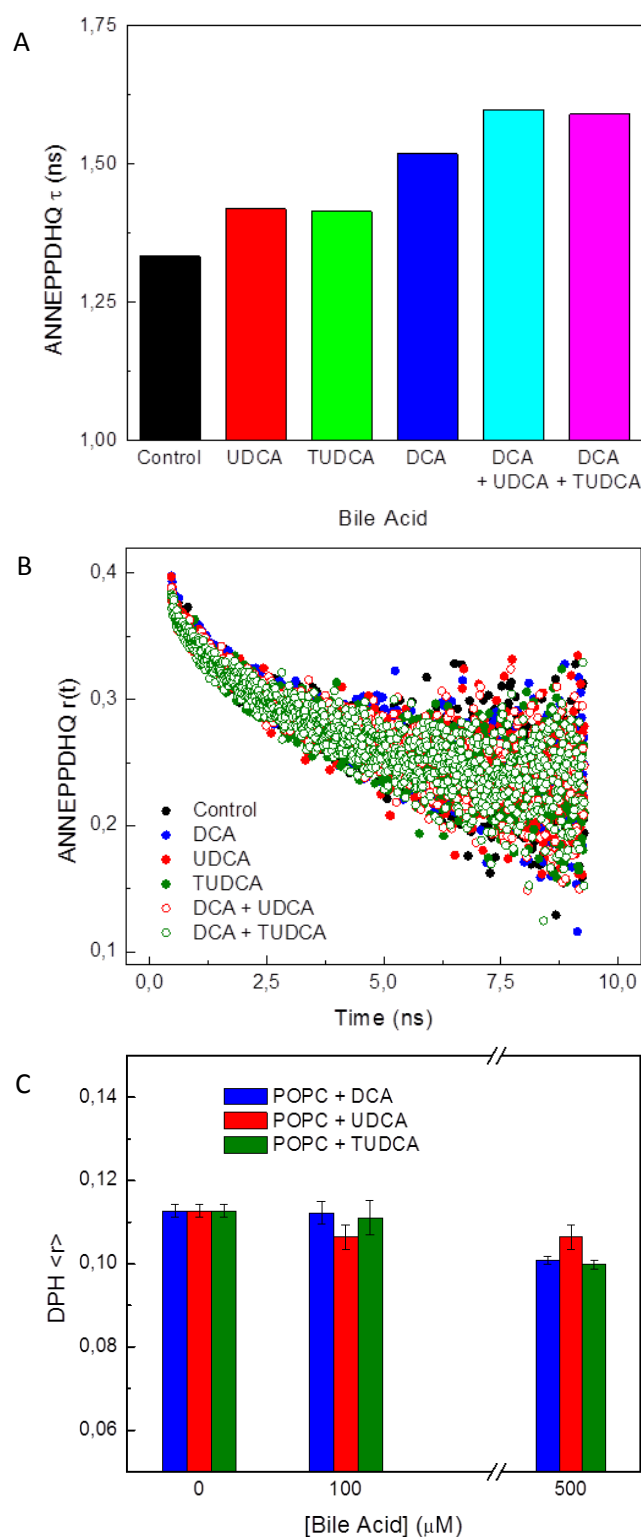 A
1,75
1,50
1,25
1,00
ANNEPPDHQ τ (ns)
Control
UDCA
TUDCA
DCA
DCA
+ UDCA
DCA
+ TUDCA
Bile Acid
B
0,4
0,3
0,2
0,1
ANNEPPDHQ r(t)
Control
DCA
UDCA
TUDCA
DCA + UDCA
DCA + TUDCA
0,0
2,5
5,0
7,5
10,0
Time (ns)
C
0,14
0,12
0,10
0,08
0,06
DPH <r>
POPC + DCA
POPC + UDCA
POPC + TUDCA
0
100
500
[Bile Acid] (μM)